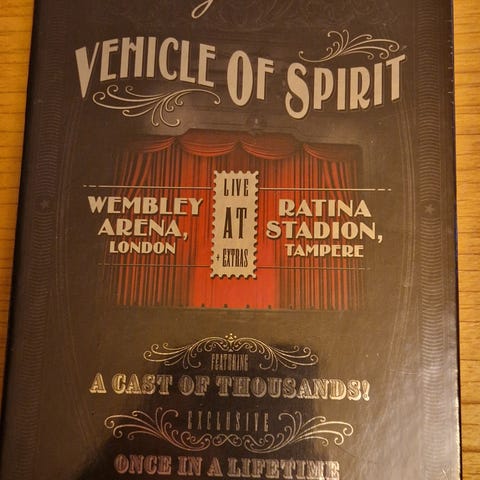 VEHICLE OF SPIRIT
LIVE
AT
+ EXTRAS
WEMBLEY
ARENA,
LONDON
RATINA
STADION,
TAMPERE
FEATURING
A CAST OF THOUSANDS!
EXCLUSIVE
ONCE IN A LIFETIME